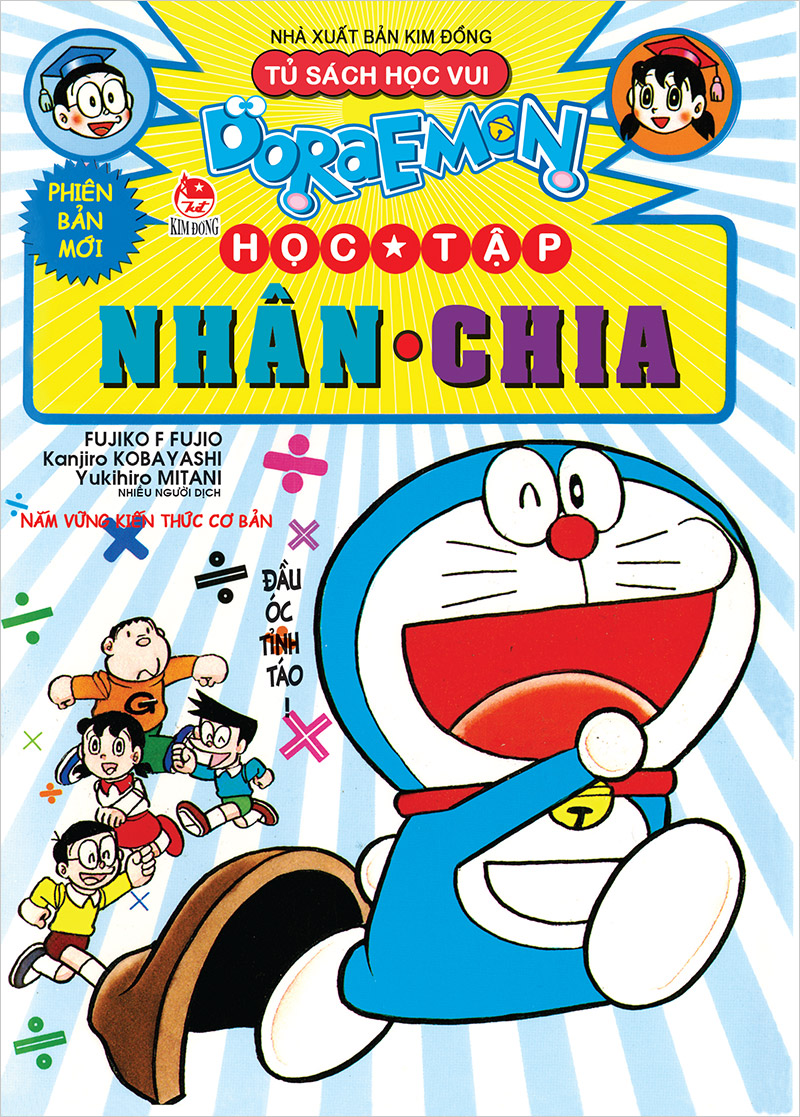 NHÀ XUẤT BẢN KIM ĐỒNG
TỦ SÁCH HỌC VUI
DORAEMON
PHIÊN
BẢN
MỚI
KIM ĐỒNG
HỌC★TẬP
NHÂN•CHIA
FUJIKO F FUJIO
Kanjiro KOBAYASHI
Yukihiro MITANI
NHIỀU NGƯỜI DỊCH
NẮM VỮNG KIẾN THỨC CƠ BẢN
ĐẦU
ÓC
TỈNH
TÁO
!
G